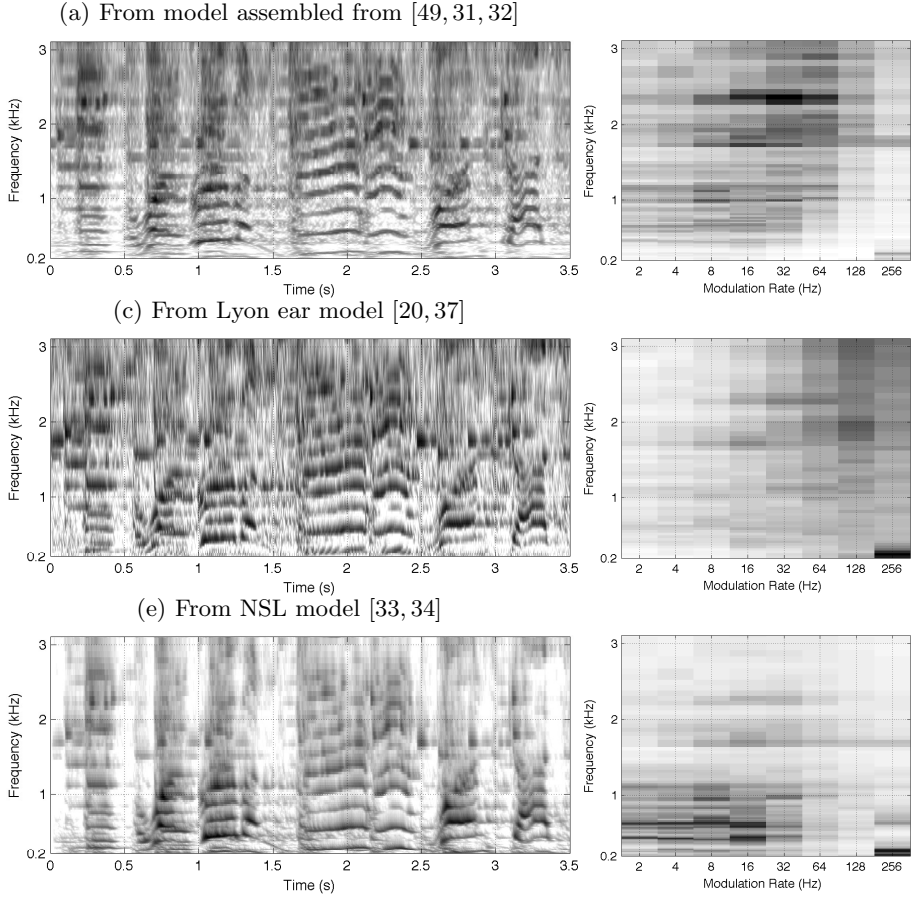 (a) From model assembled from [49, 31, 32]
3
2
1
0.2
Frequency (kHz)
0 0.5 1 1.5 2 2.5 3 3.5
Time (s)
3
2
1
0.2
Frequency (kHz)
2 4 8 16 32 64 128 256
Modulation Rate (Hz)
(c) From Lyon ear model [20, 37]
3
2
1
0.2
Frequency (kHz)
0 0.5 1 1.5 2 2.5 3 3.5
Time (s)
3
2
1
0.2
Frequency (kHz)
2 4 8 16 32 64 128 256
Modulation Rate (Hz)
(e) From NSL model [33, 34]
3
2
1
0.2
Frequency (kHz)
0 0.5 1 1.5 2 2.5 3 3.5
Time (s)
3
2
1
0.2
Frequency (kHz)
2 4 8 16 32 64 128 256
Modulation Rate (Hz)